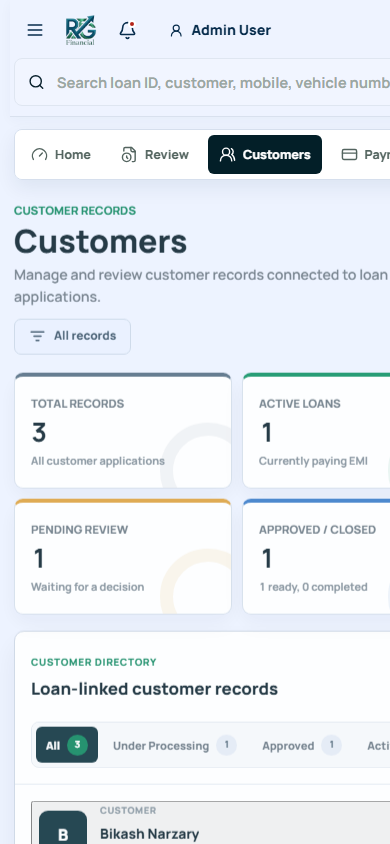 RG
Financial
Admin User
Search loan ID, customer, mobile, vehicle numb
Home
Review
Customers
Payr
CUSTOMER RECORDS
Customers
Manage and review customer records connected to loan
applications.
All records
TOTAL RECORDS
3
All customer applications
ACTIVE LOANS
1
Currently paying EMI
PENDING REVIEW
1
Waiting for a decision
APPROVED / CLOSED
1
1 ready, 0 completed
CUSTOMER DIRECTORY
Loan-linked customer records
All 3
Under Processing 1
Approved 1
Acti
CUSTOMER
B
Bikash Narzary